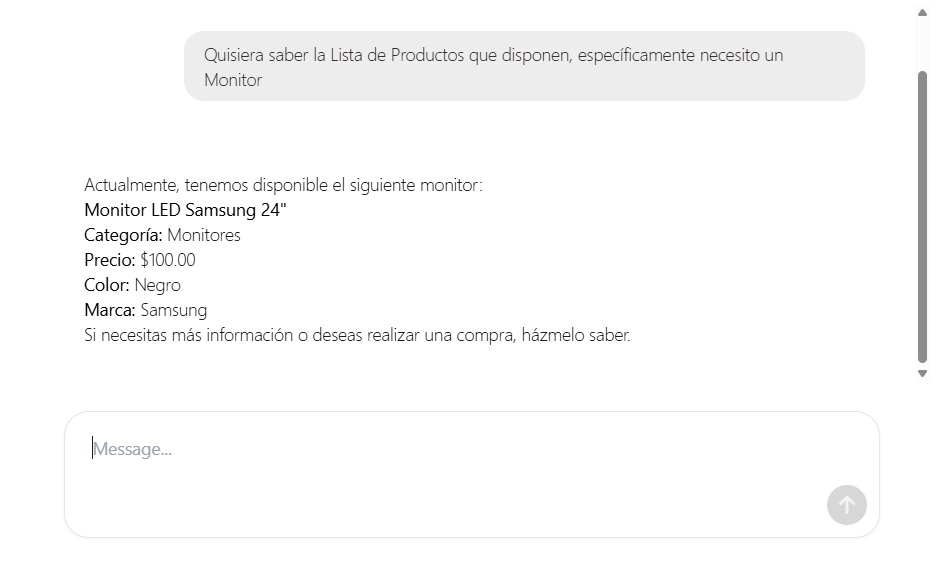 Quisiera saber la Lista de Productos que disponen, específicamente necesito un
Monitor
Actualmente, tenemos disponible el siguiente monitor:
Monitor LED Samsung 24"
Categoría: Monitores
Precio: $100.00
Color: Negro
Marca: Samsung
Si necesitas más información o deseas realizar una compra, házmelo saber.
Message...